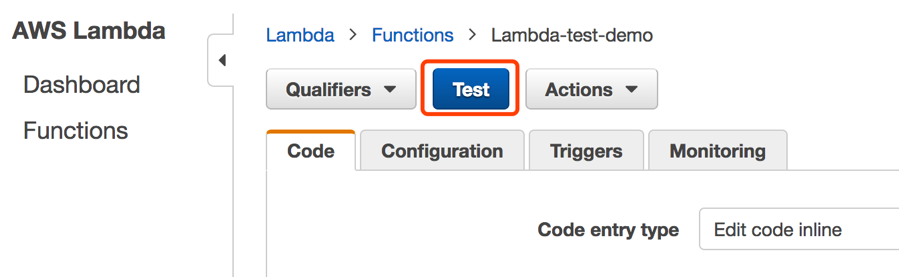 AWS Lambda
Dashboard
Functions
Lambda > Functions > Lambda-test-demo
Qualifiers Test Actions
Code Configuration Triggers Monitoring
Code entry type Edit code inline